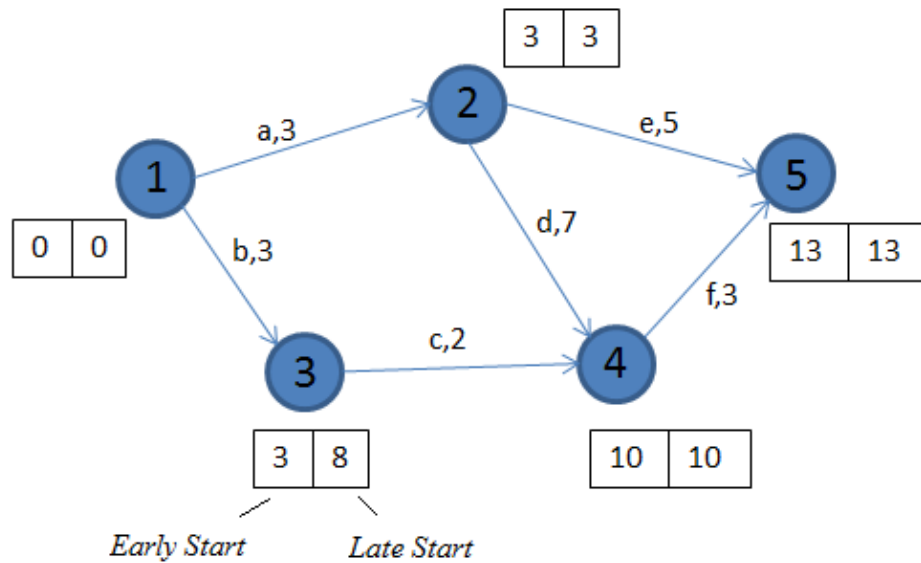 3 3
2
a,3
e,5
1
5
0 0
b,3
d,7
13 13
f,3
c,2
3
4
3 8
10 10
Early Start
Late Start